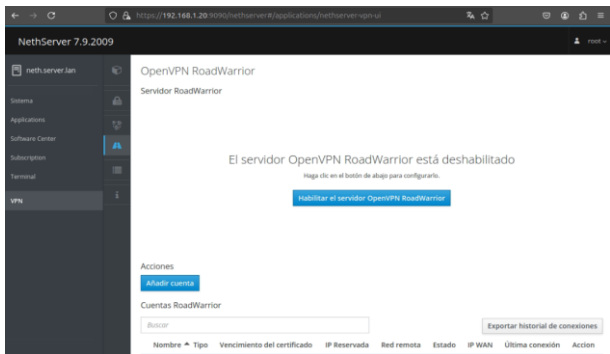 https://192.168.1.20:9090/nethserver#/applications/nethserver-vpn-ui
NethServer 7.9.2009
root
neth.server.lan
Sistema
Applications
Software Center
Subscription
Terminal
VPN
OpenVPN RoadWarrior
Servidor RoadWarrior
El servidor OpenVPN RoadWarrior está deshabilitado
Haga clic en el botón de abajo para configurarlo.
Habilitar el servidor OpenVPN RoadWarrior
Acciones
Añadir cuenta
Cuentas RoadWarrior
Buscar
Exportar historial de conexiones
Nombre Tipo Vencimiento del certificado IP Reservada Red remota Estado IP WAN Última conexión Accion